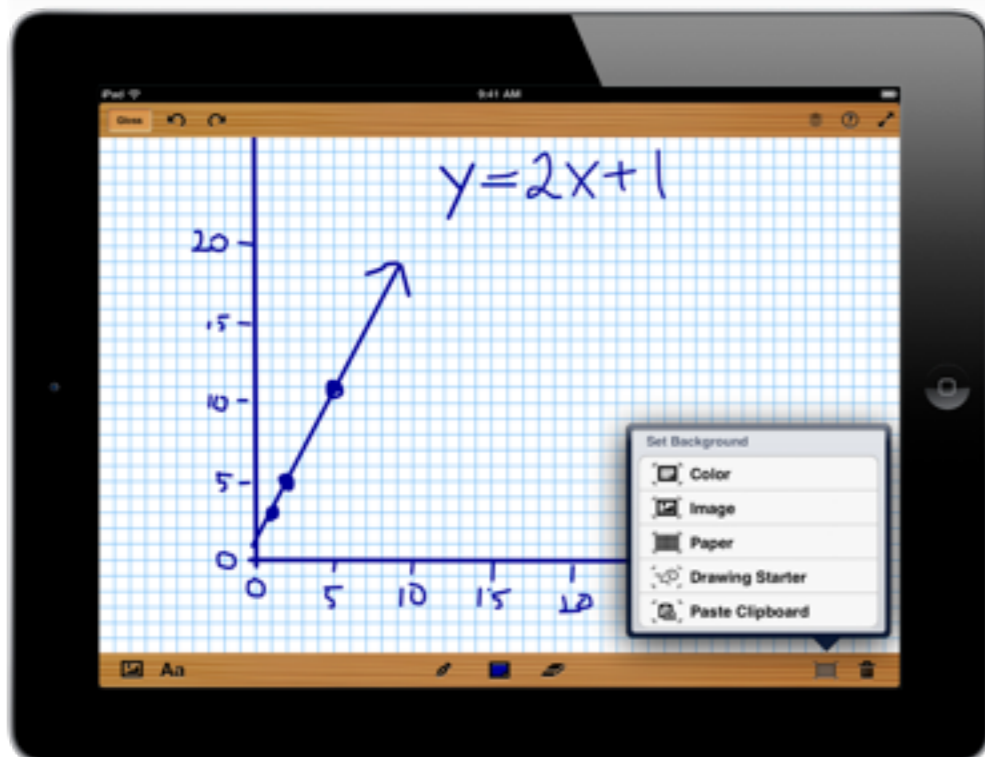 iPad 9:41 AM
Gloss
y=2x+1
20
15
10
5
0
0 5 10 15 20
Set Background
Color
Image
Paper
Drawing Starter
Paste Clipboard
Aa